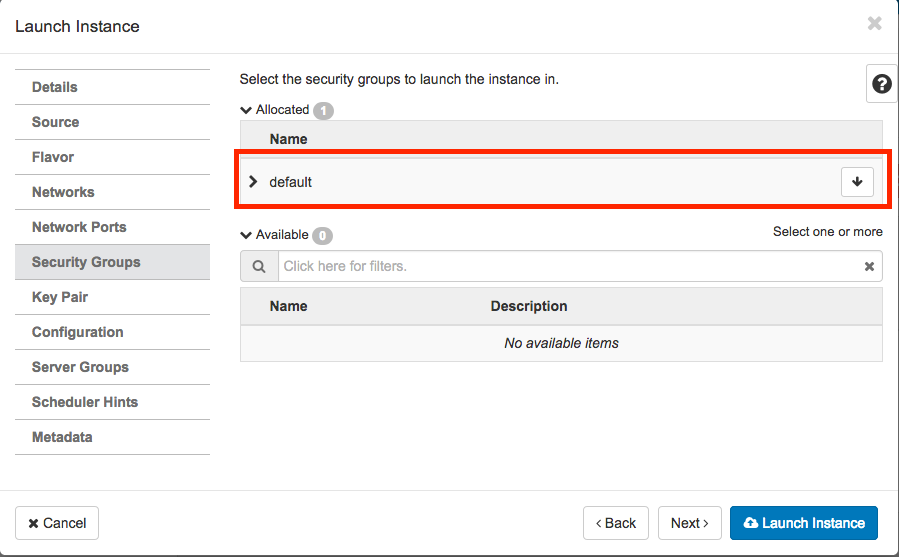 Launch Instance
Details
Source
Flavor
Networks
Network Ports
Security Groups
Key Pair
Configuration
Server Groups
Scheduler Hints
Metadata
Select the security groups to launch the instance in.
Allocated 1
Name
default
Available 0 Select one or more
Click here for filters.
Name Description
No available items
Cancel Back Next Launch Instance